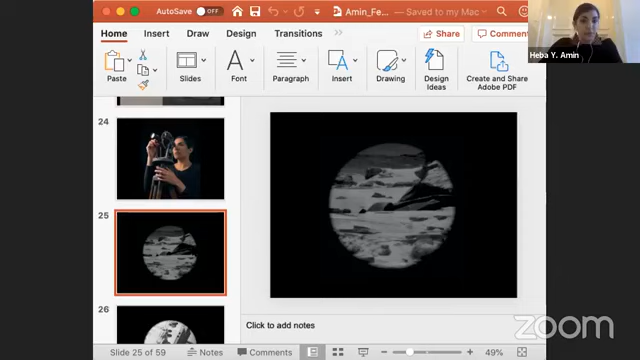 AutoSave OFF Amin_Fe... — Saved to my Mac
Home Insert Draw Design Transitions Share Comments
Paste Slides Font Paragraph Insert Drawing Design Ideas Create and Share Adobe PDF
Heba Y. Amin
24
25
26
Click to add notes
Slide 25 of 59 Notes Comments 49%
zoom